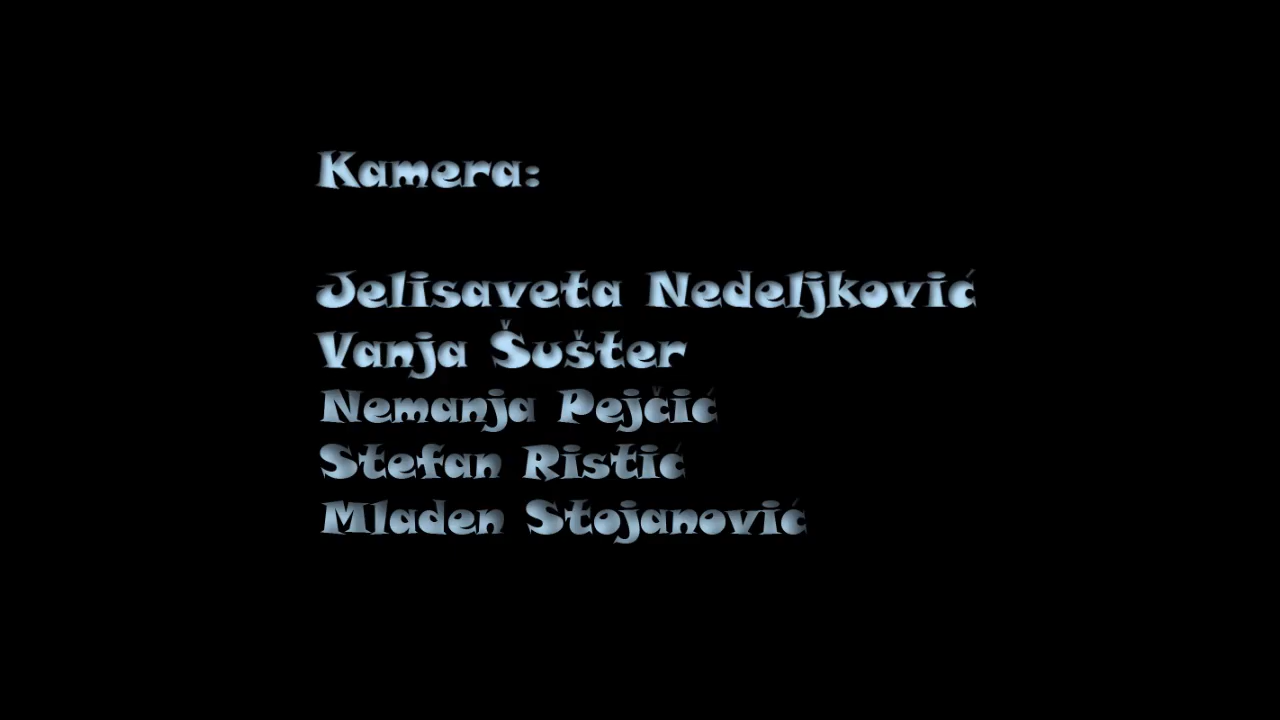 Kamera:
Jelisaveta Nedeljković
Vanja Šušter
Nemanja Pejčić
Stefan Ristić
Mladen Stojanović